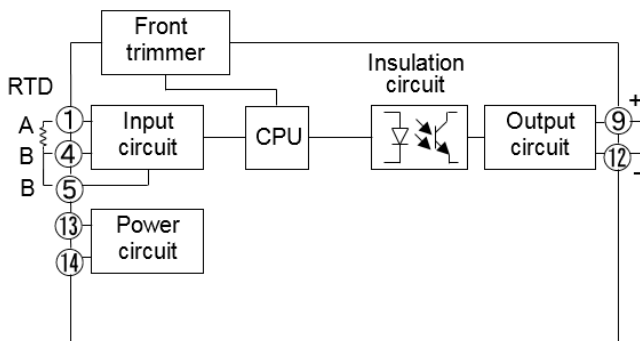 Front
trimmer
Insulation
circuit
RTD
A
B
B
1
4
5
13
14
Input
circuit
CPU
Output
circuit
+
9
12
-
Power
circuit